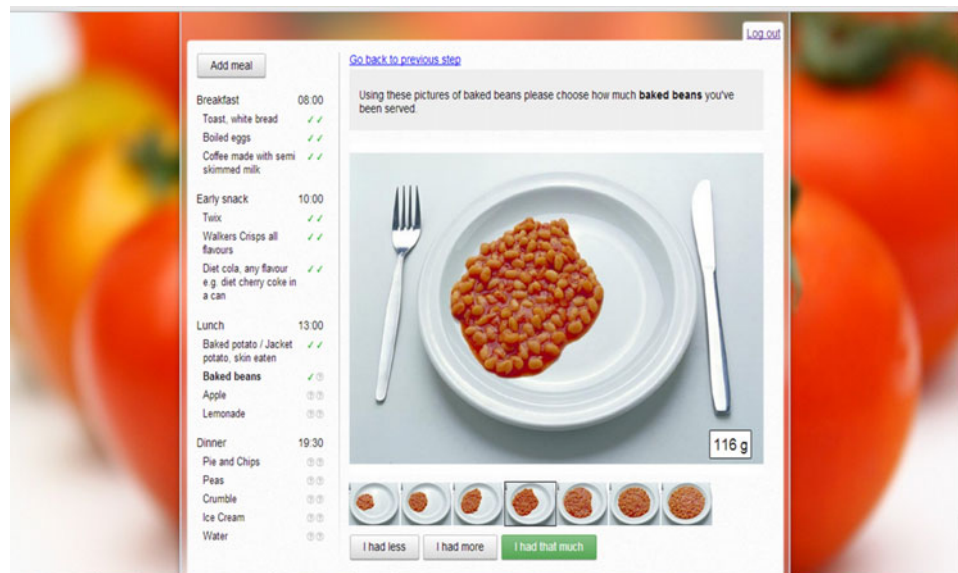 Log out
Add meal
Breakfast 08:00
Toast, white bread
Boiled eggs
Coffee made with semi
skimmed milk
Early snack 10:00
Twix
Walkers Crisps all
flavours
Diet cola, any flavour
e.g. diet cherry coke in
a can
Lunch 13:00
Baked potato / Jacket
potato, skin eaten
Baked beans
Apple
Lemonade
Dinner 19:30
Pie and Chips
Peas
Crumble
Ice Cream
Water
Go back to previous step
Using these pictures of baked beans please choose how much baked beans you've
been served.
116 g
I had less
I had more
I had that much